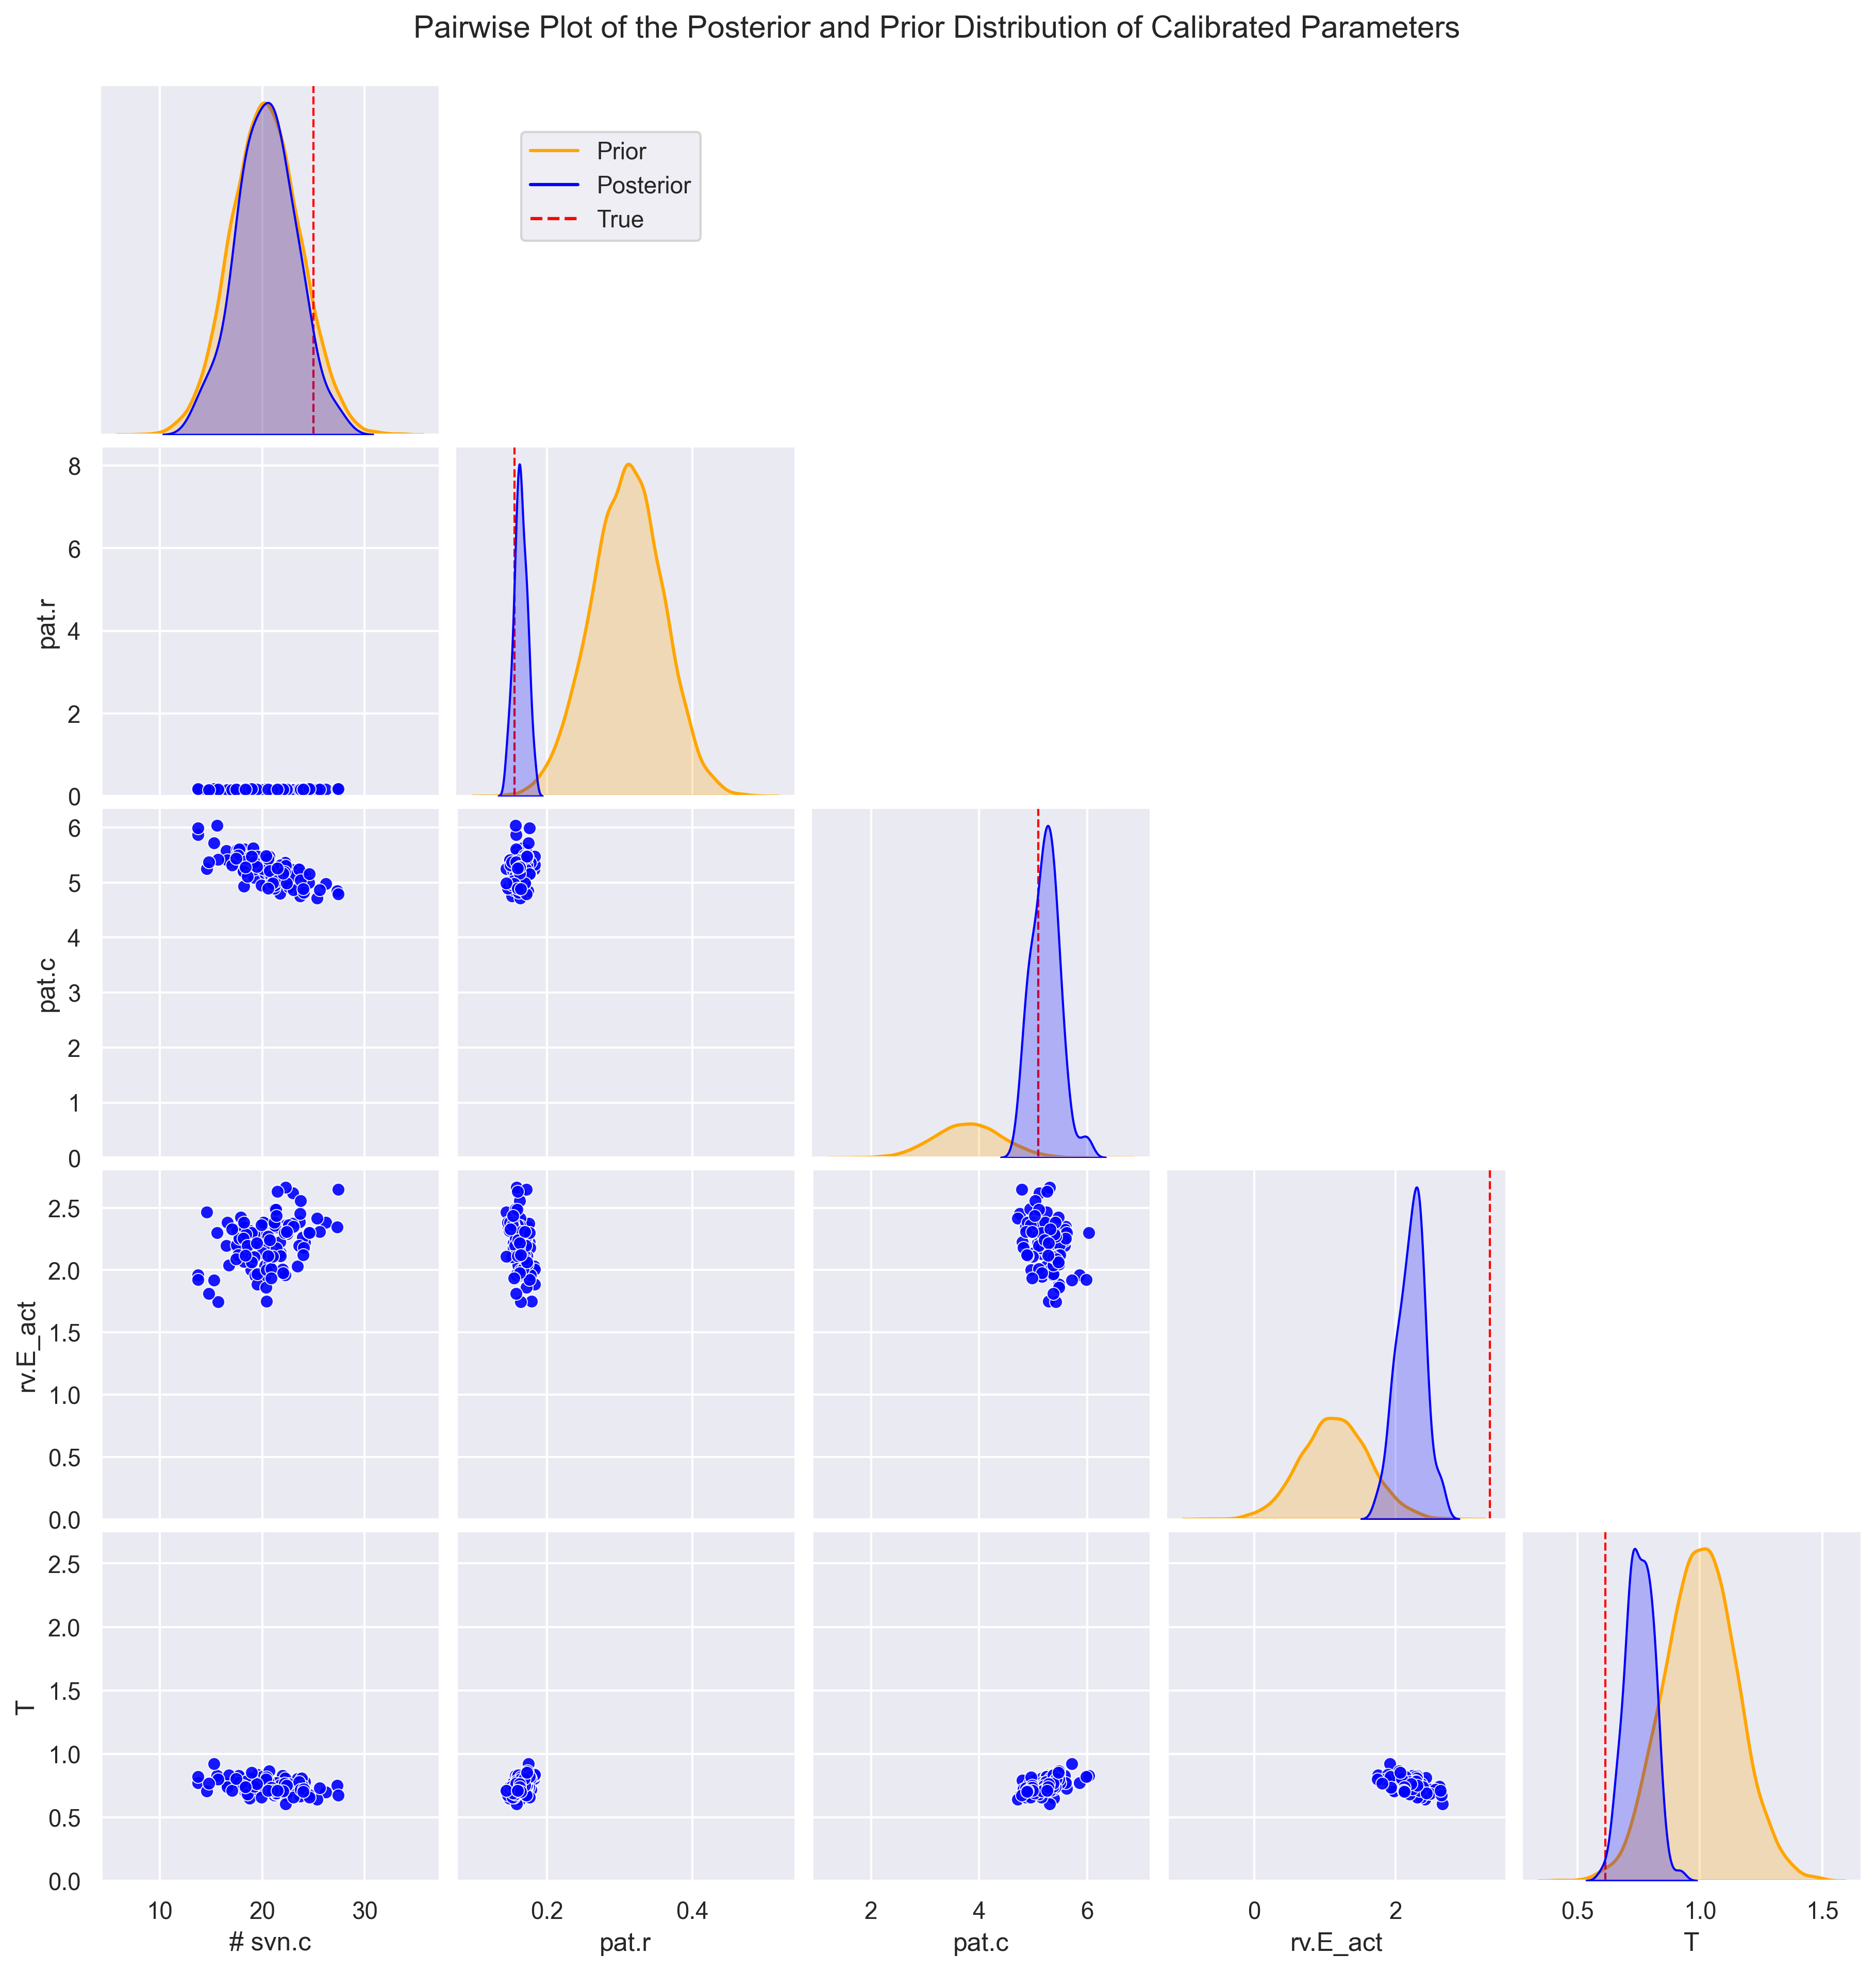 Pairwise Plot of the Posterior and Prior Distribution of Calibrated Parameters
Prior
Posterior
True
8
6
4
2
0
pat.r
6
5
4
3
2
1
0
pat.c
2.5
2.0
1.5
1.0
0.5
0.0
rv.E_act
2.5
2.0
1.5
1.0
0.5
0.0
T
10 20 30
0.2 0.4
2 4 6
0 2
0.5 1.0 1.5
# svn.c
pat.r
pat.c
rv.E_act
T